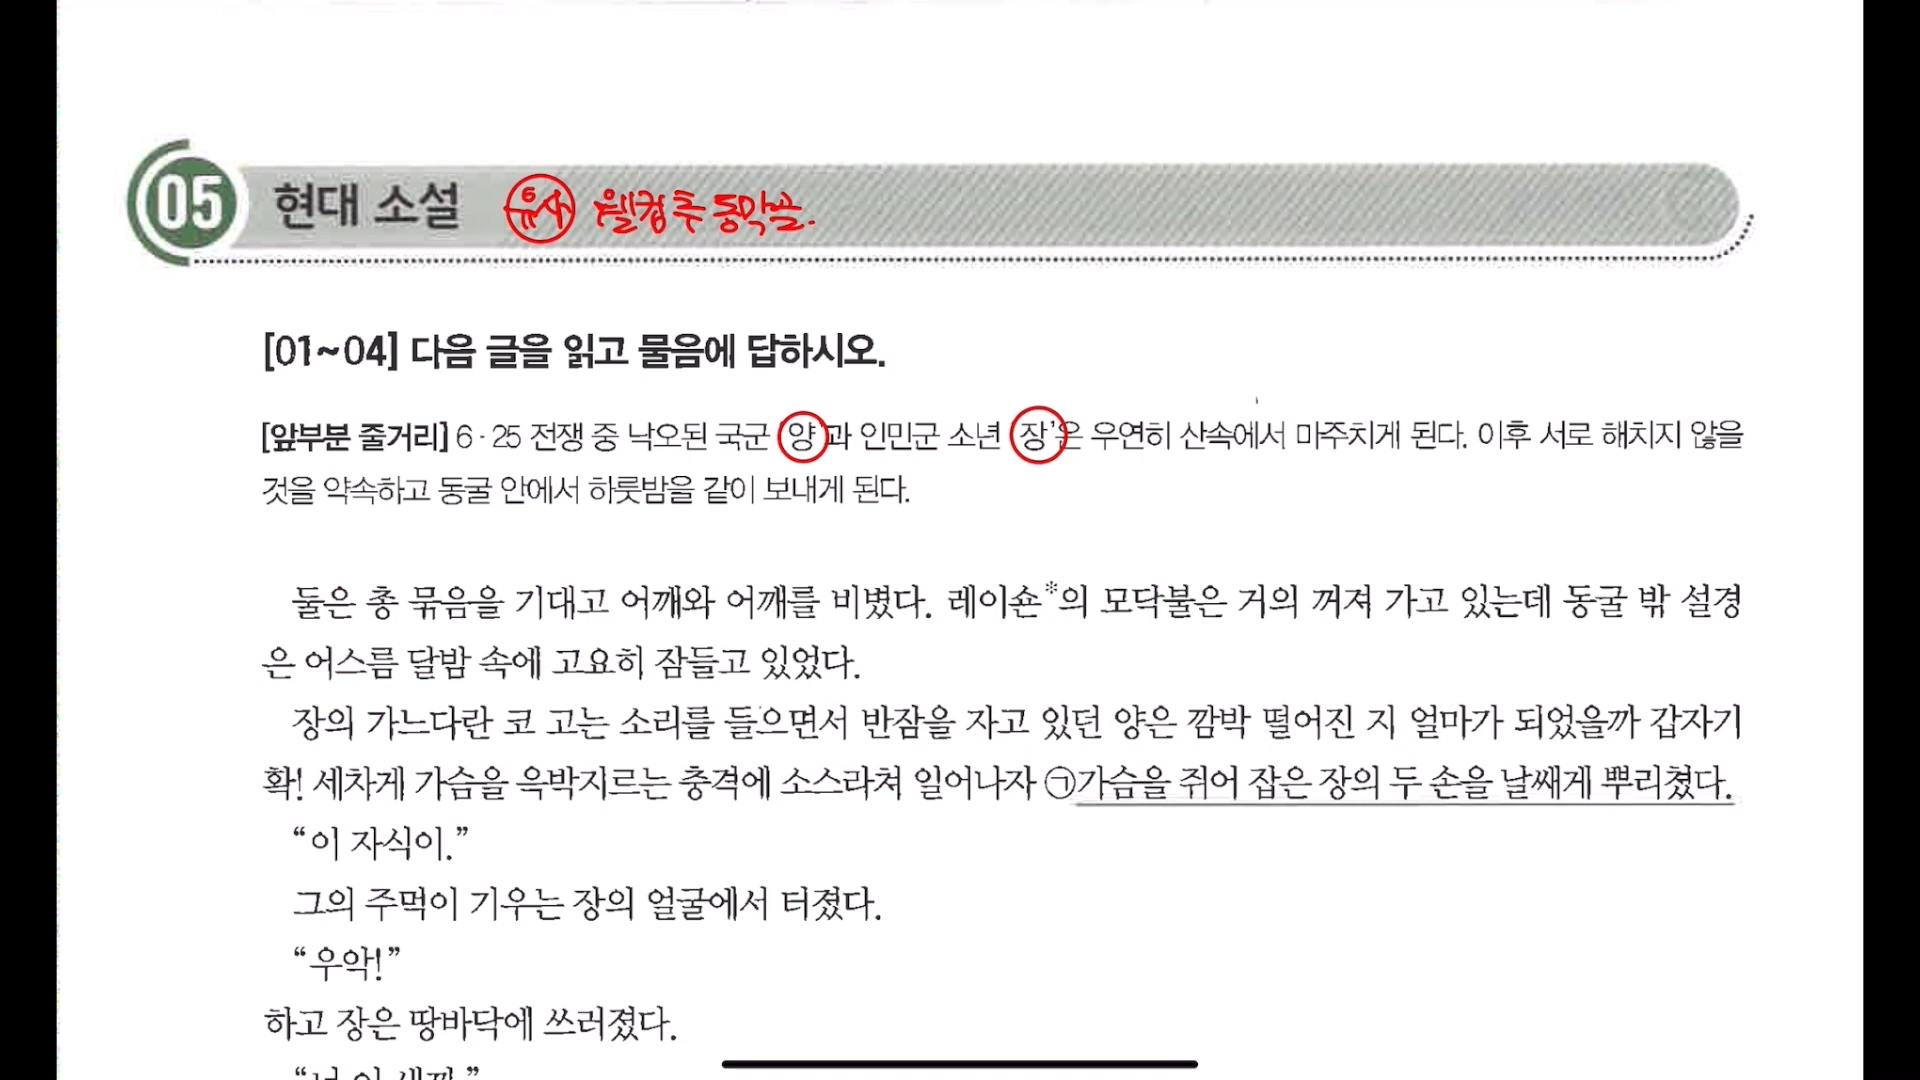 05 현대 소설 유사 웰컴 투 동막골.
[01~04] 다음 글을 읽고 물음에 답하시오.
[앞부분 줄거리] 6·25 전쟁 중 낙오된 국군 '양'과 인민군 소년 '장'은 우연히 산속에서 마주치게 된다. 이후 서로 해치지 않을
것을 약속하고 동굴 안에서 하룻밤을 같이 보내게 된다.
둘은 총 묶음을 기대고 어깨와 어깨를 비볐다. 레이숀*의 모닥불은 거의 꺼져 가고 있는데 동굴 밖 설경
은 어스름 달밤 속에 고요히 잠들고 있었다.
장의 가느다란 코 고는 소리를 들으면서 반잠을 자고 있던 양은 깜박 떨어진 지 얼마가 되었을까 갑자기
확! 세차게 가슴을 윽박지르는 충격에 소스라쳐 일어나자 ㉠가슴을 쥐어 잡은 장의 두 손을 날쌔게 뿌리쳤다.
“이 자식이.”
그의 주먹이 기우는 장의 얼굴에서 터졌다.
“우악!”
하고 장은 땅바닥에 쓰러졌다.